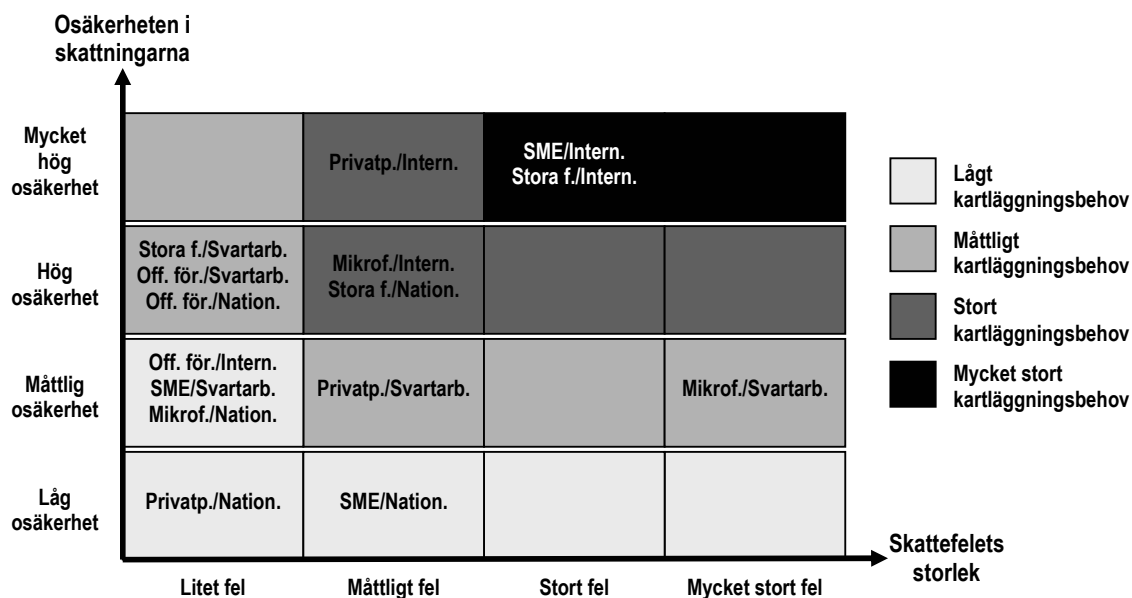 Osäkerheten i
skattningarna
Mycket
hög
osäkerhet
Privatp./Intern.
SME/Intern.
Stora f./Intern.
Hög
osäkerhet
Stora f./Svartarb.
Off. för./Svartarb.
Off. för./Nation.
Mikrof./Intern.
Stora f./Nation.
Måttlig
osäkerhet
Off. för./Intern.
SME/Svartarb.
Mikrof./Nation.
Privatp./Svartarb.
Mikrof./Svartarb.
Låg
osäkerhet
Privatp./Nation.
SME/Nation.
Litet fel
Måttligt fel
Stort fel
Mycket stort fel
Skattefelets
storlek
Lågt
kartläggningsbehov
Måttligt
kartläggningsbehov
Stort
kartläggningsbehov
Mycket stort
kartläggningsbehov